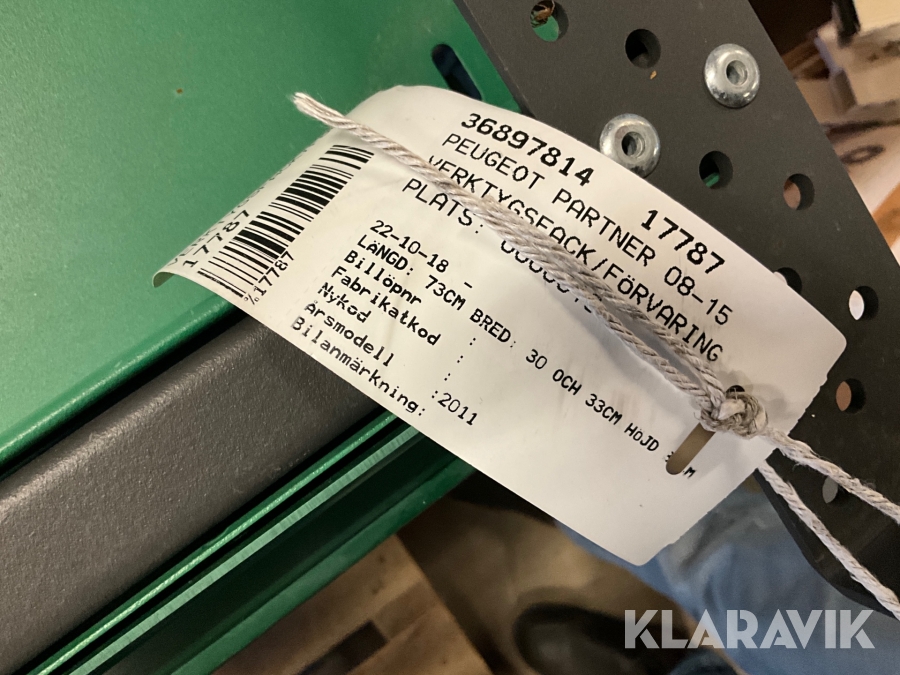 36897814 17787
PEUGEOT PARTNER 08-15
VERKTYGSFACK/FÖRVARING
PLATS:
22-10-18 -
LÄNGD: 73CM BRED: 30 OCH 33CM HÖJD
Billöpnr :
Fabrikatkod :
Nykod :
Årsmodell :2011
Bilanmärkning:
17787
%17787
KLARAVIK